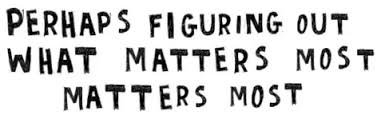 PERHAPS FIGURING OUT
WHAT MATTERS MOST
MATTERS MOST